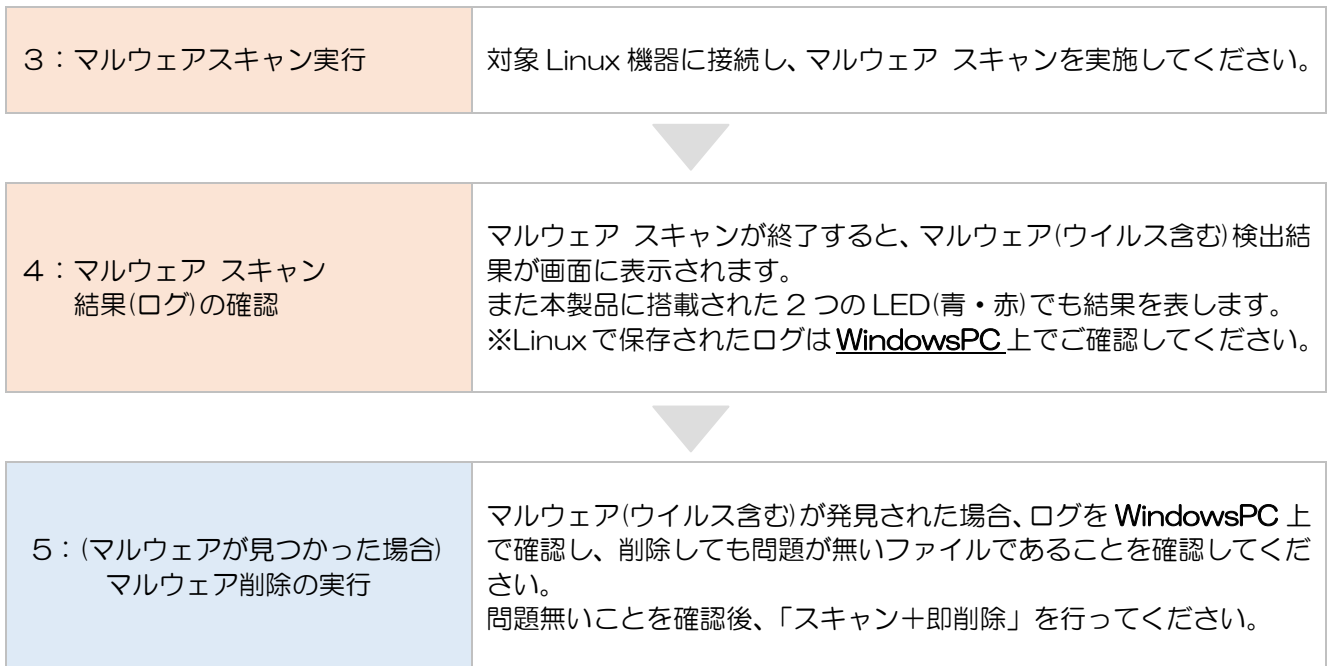 3：マルウェアスキャン実行
対象 Linux 機器に接続し、マルウェア スキャンを実施してください。
4：マルウェア スキャン
結果(ログ)の確認
マルウェア スキャンが終了すると、マルウェア(ウイルス含む)検出結
果が画面に表示されます。
また本製品に搭載された 2 つの LED(青・赤)でも結果を表します。
※Linux で保存されたログは WindowsPC 上でご確認してください。
5：(マルウェアが見つかった場合)
マルウェア削除の実行
マルウェア(ウイルス含む)が発見された場合、ログを WindowsPC 上
で確認し、削除しても問題が無いファイルであることを確認してくだ
さい。
問題無いことを確認後、「スキャン＋即削除」を行ってください。